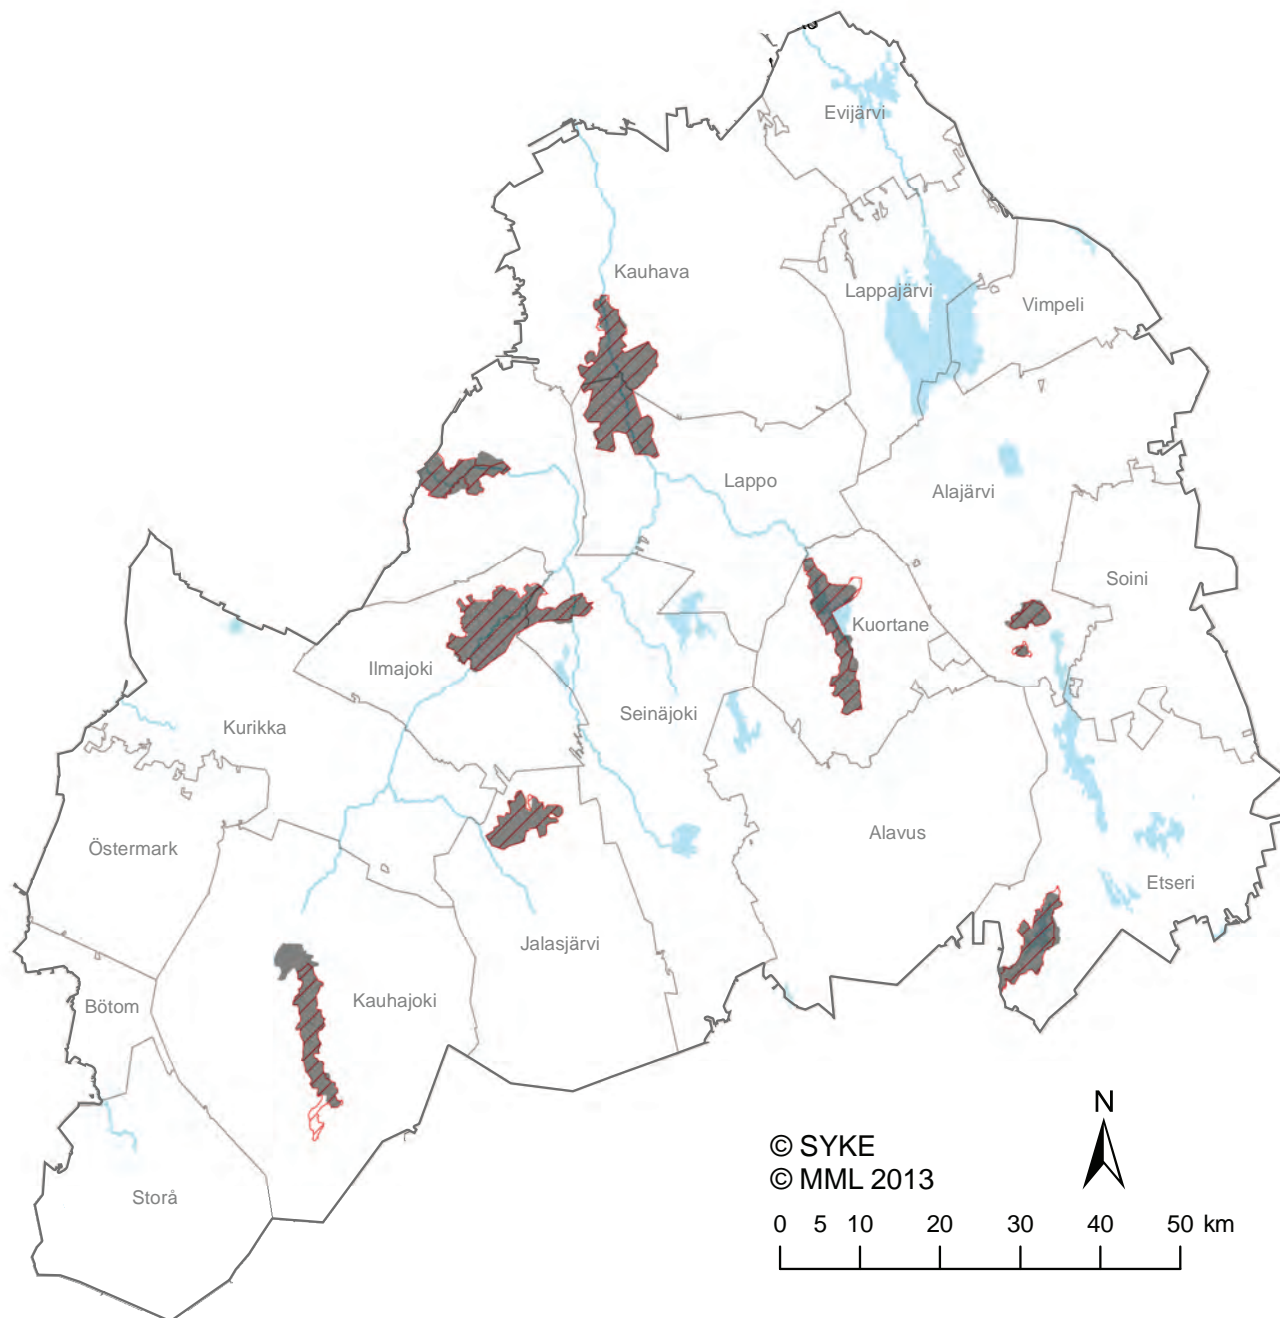 Evijärvi
Kauhava
Lappajärvi
Vimpeli
Lappo
Alajärvi
Soini
Kuortane
Ilmajoki
Seinäjoki
Kurikka
Östermark
Alavus
Etseri
Jalasjärvi
Kauhajoki
Bötom
Storå
N
© SYKE
© MML 2013
0 5 10 20 30 40 50 km